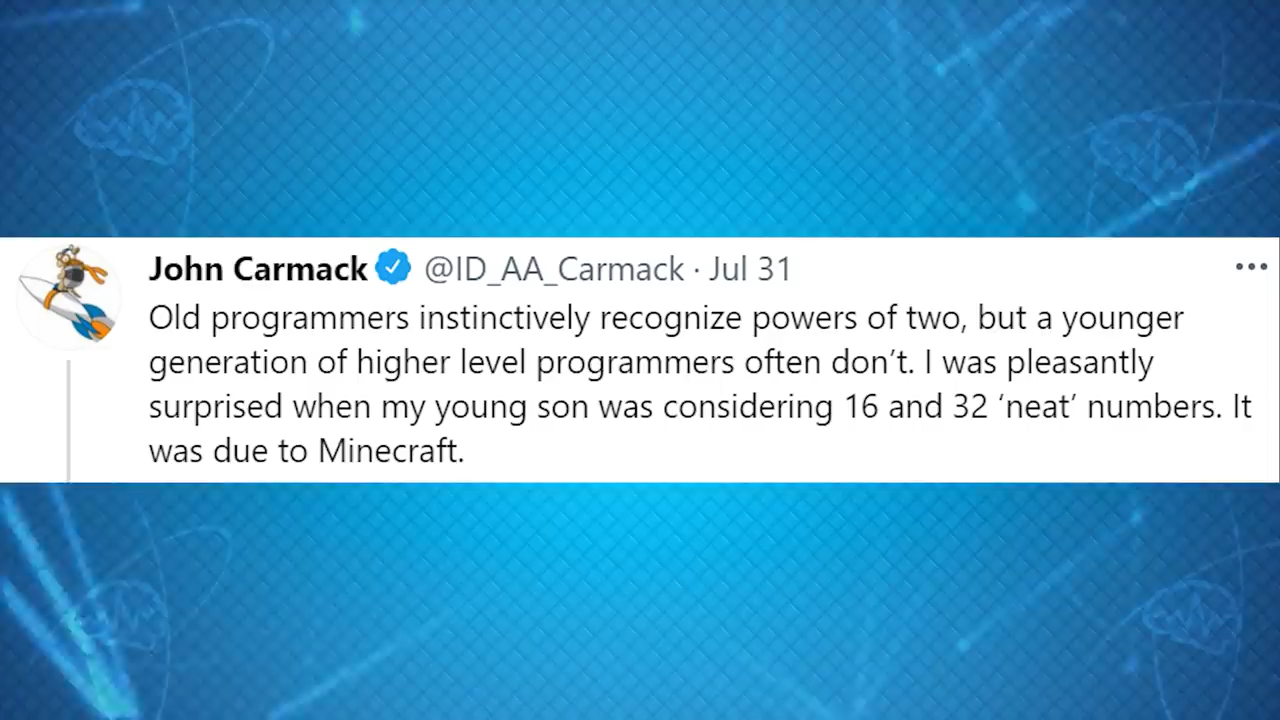 John Carmack @ID_AA_Carmack · Jul 31
Old programmers instinctively recognize powers of two, but a younger
generation of higher level programmers often don’t. I was pleasantly
surprised when my young son was considering 16 and 32 ‘neat’ numbers. It
was due to Minecraft.